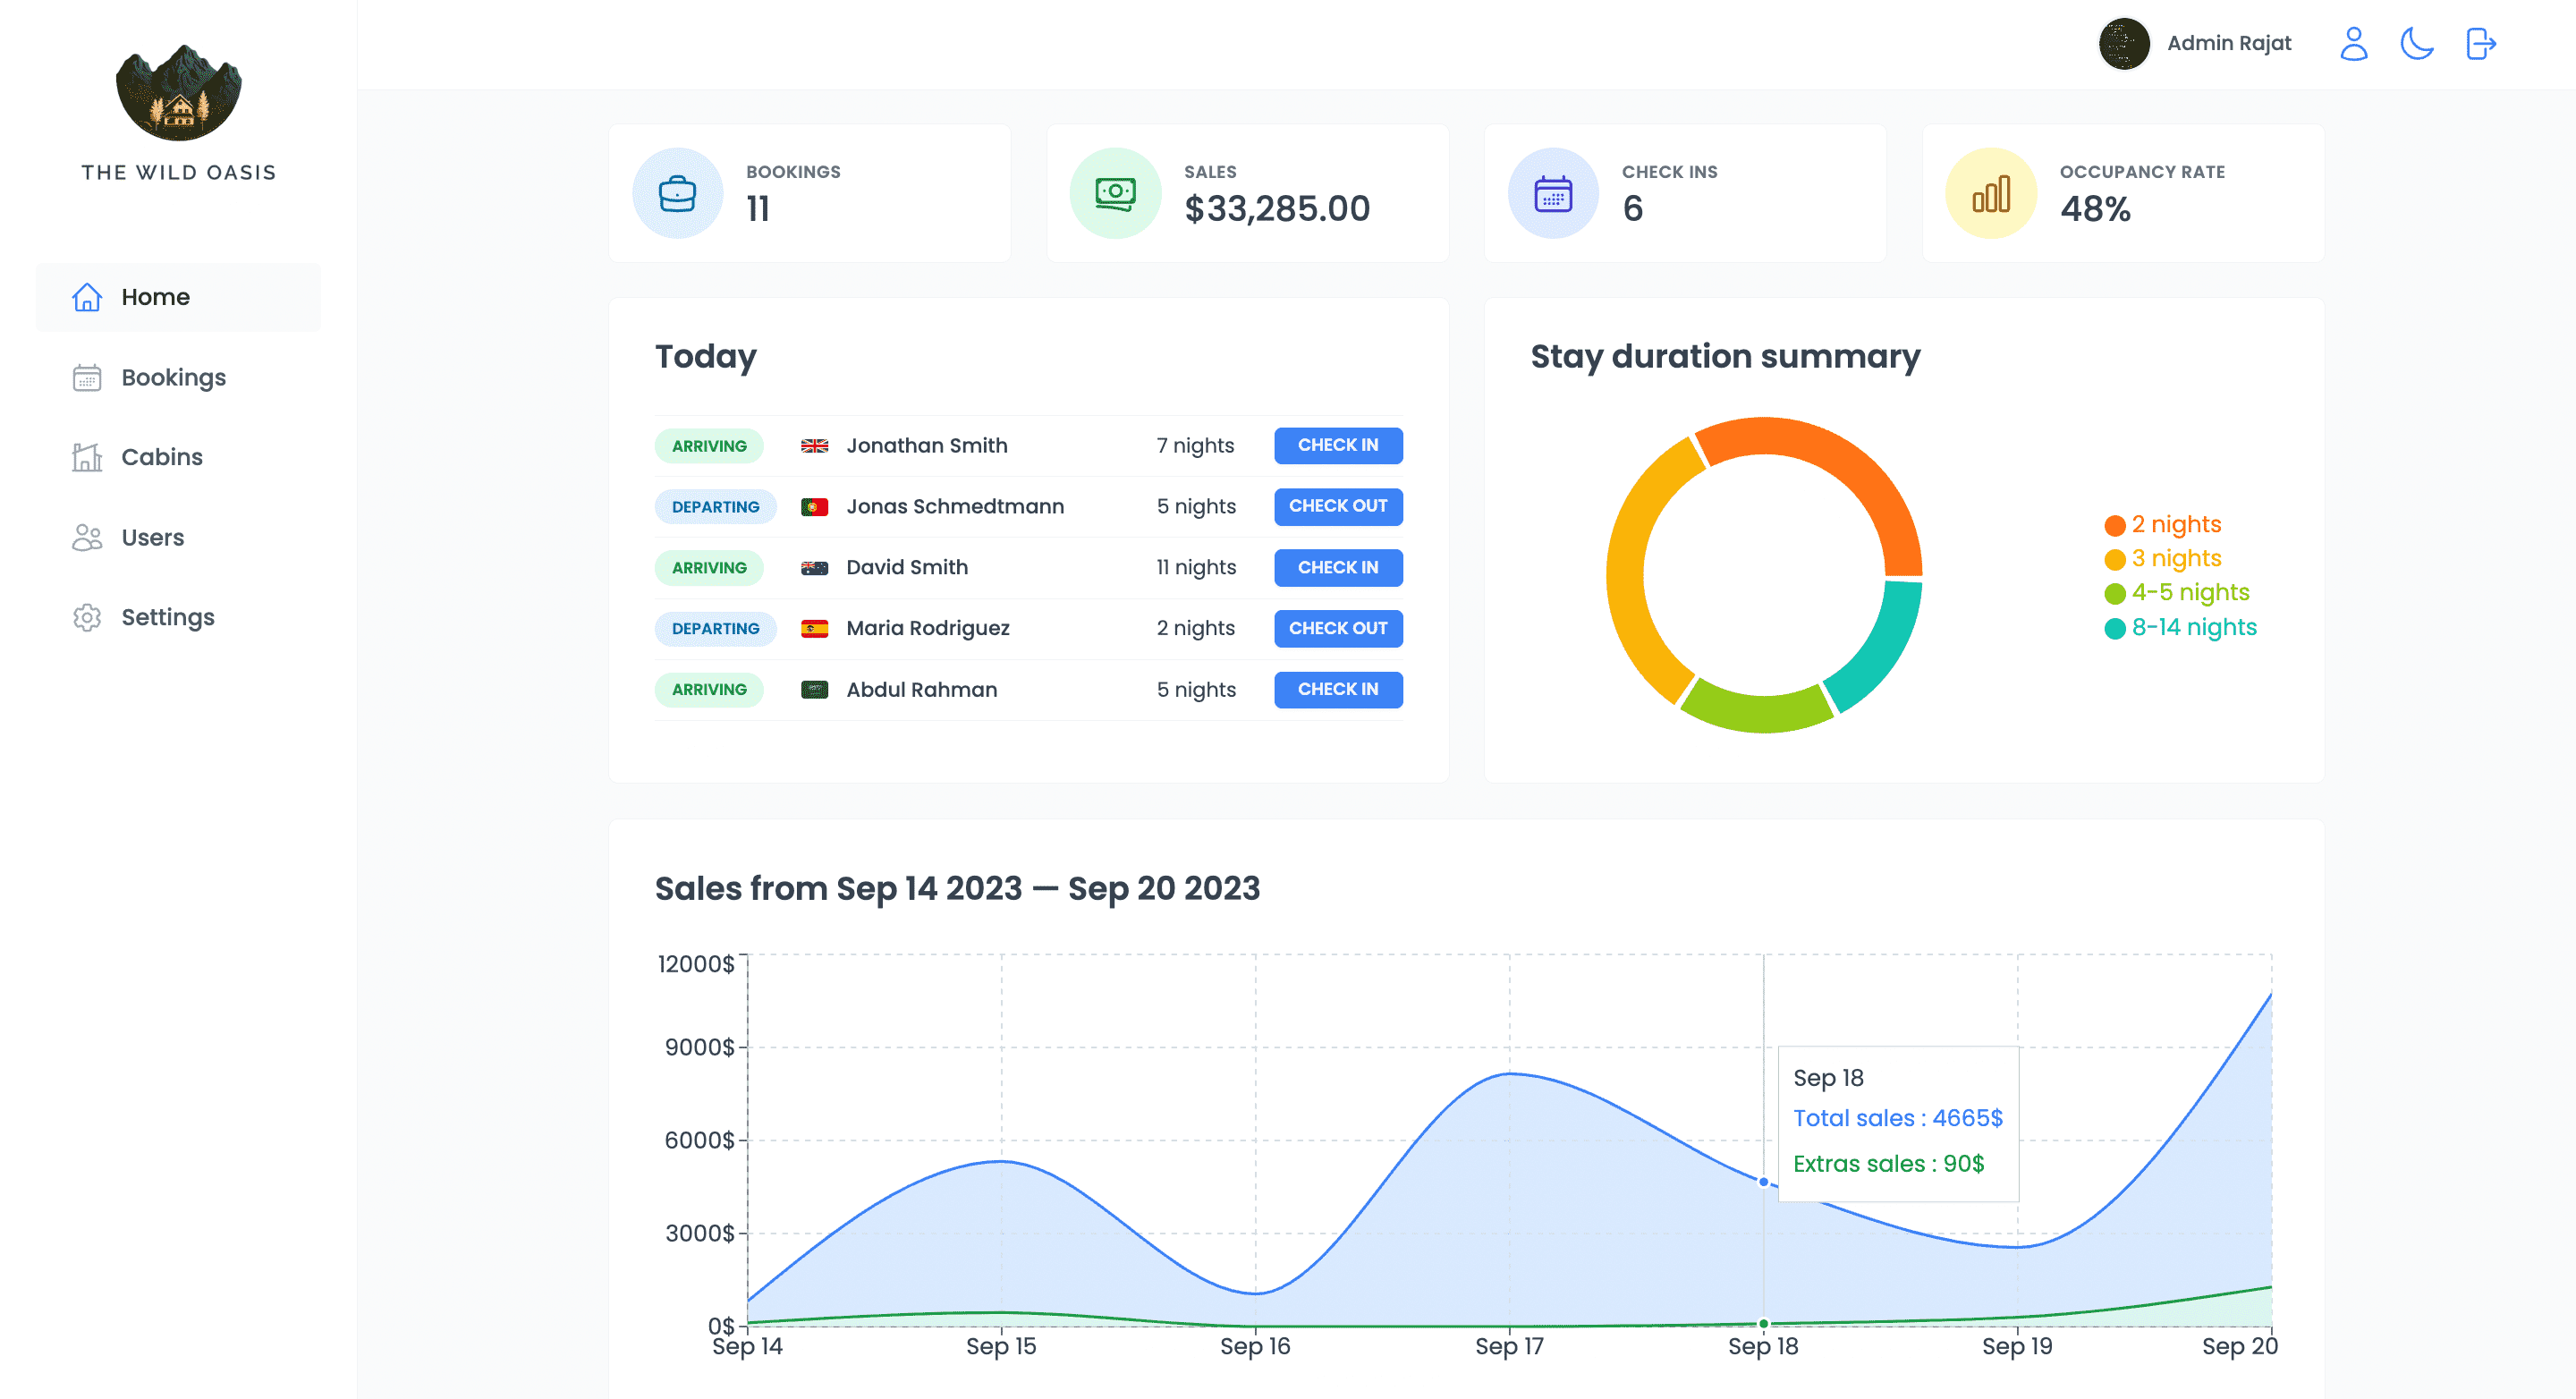 THE WILD OASIS
Home
Bookings
Cabins
Users
Settings
Admin Rajat
BOOKINGS
11
SALES
$33,285.00
CHECK INS
6
OCCUPANCY RATE
48%
Today
ARRIVING Jonathan Smith 7 nights CHECK IN
DEPARTING Jonas Schmedtmann 5 nights CHECK OUT
ARRIVING David Smith 11 nights CHECK IN
DEPARTING Maria Rodriguez 2 nights CHECK OUT
ARRIVING Abdul Rahman 5 nights CHECK IN
Stay duration summary
2 nights
3 nights
4-5 nights
8-14 nights
Sales from Sep 14 2023 — Sep 20 2023
12000$
9000$
6000$
3000$
0$
Sep 18
Total sales : 4665$
Extras sales : 90$
Sep 14 Sep 15 Sep 16 Sep 17 Sep 18 Sep 19 Sep 20